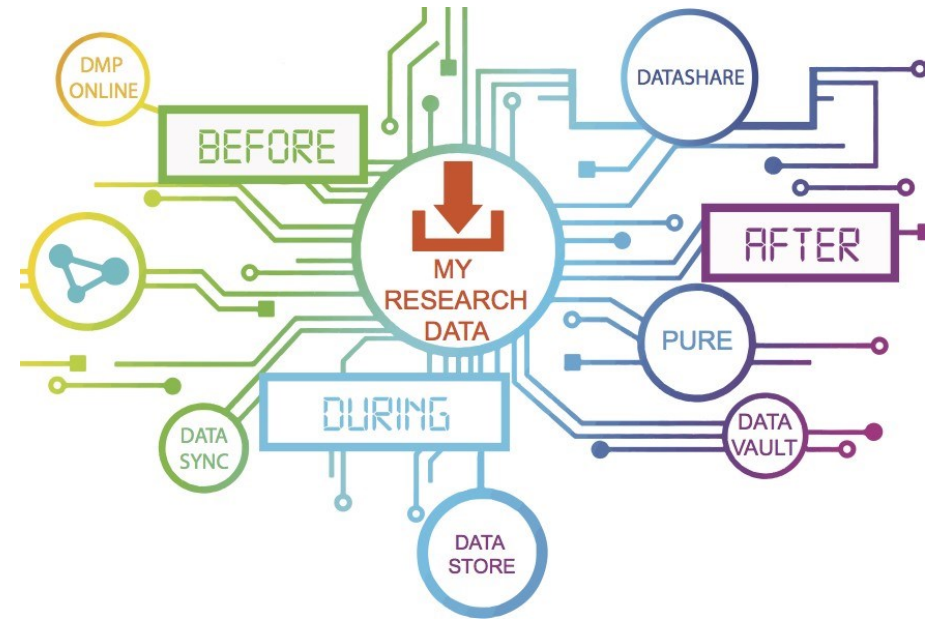 DMP
ONLINE
BEFORE
DATASHARE
MY
RESEARCH
DATA
AFTER
PURE
DURING
DATA
SYNC
DATA
VAULT
DATA
STORE